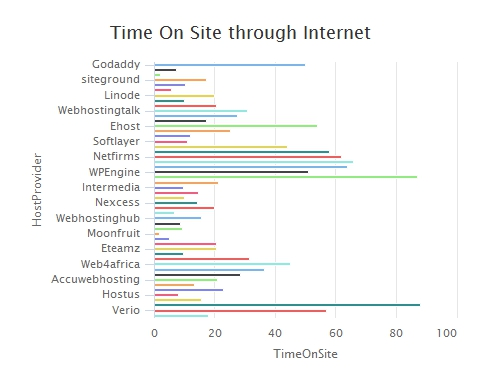 Time On Site through Internet
HostProvider
Godaddy
siteground
Linode
Webhostingtalk
Ehost
Softlayer
Netfirms
WPEngine
Intermedia
Nexcess
Webhostinghub
Moonfruit
Eteamz
Web4africa
Accuwebhosting
Hostus
Verio
0 20 40 60 80 100
TimeOnSite